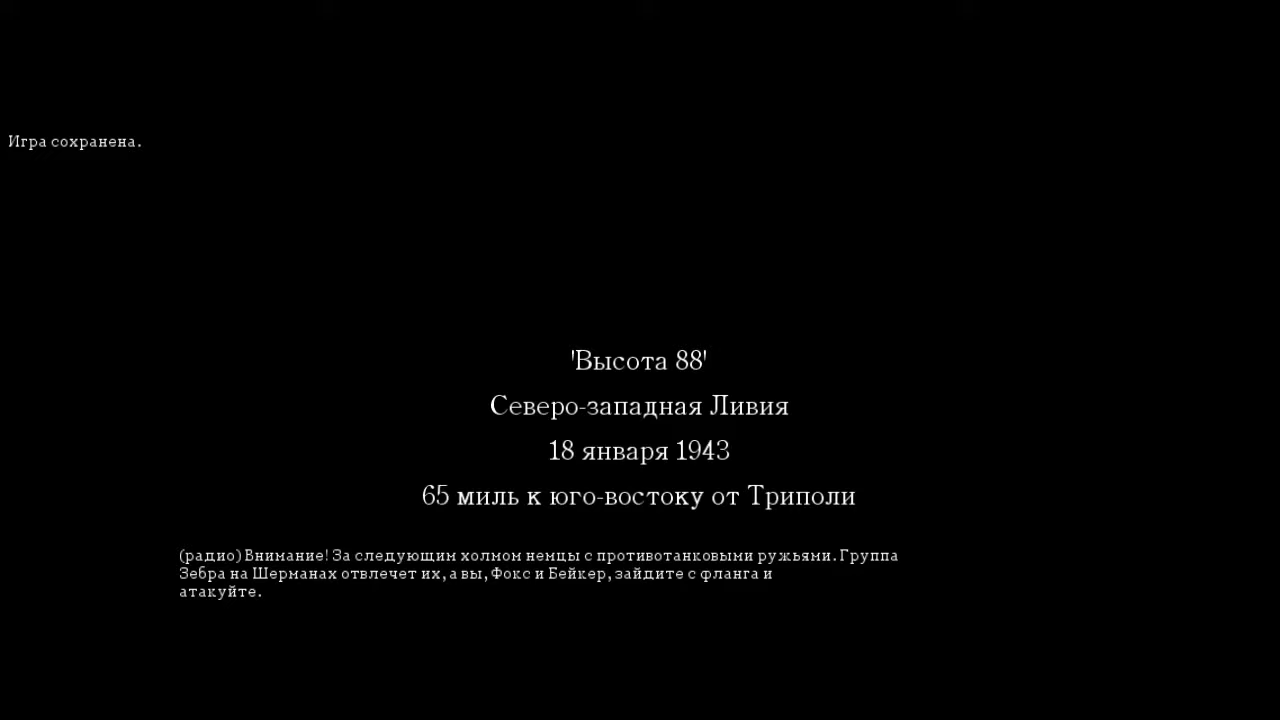 Игра сохранена.
'Высота 88'
Северо-западная Ливия
18 января 1943
65 миль к юго-востоку от Триполи
(радио) Внимание! За следующим холмом немцы с противотанковыми ружьями. Группа
Зебра на Шерманах отвлечет их, а вы, Фокс и Бейкер, зайдите с фланга и
атакуйте.